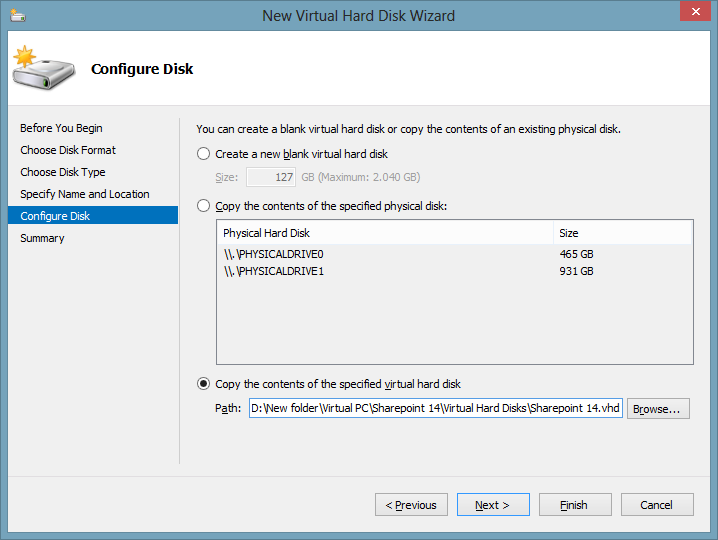 New Virtual Hard Disk Wizard
Configure Disk
Before You Begin
Choose Disk Format
Choose Disk Type
Specify Name and Location
Configure Disk
Summary
You can create a blank virtual hard disk or copy the contents of an existing physical disk.
Create a new blank virtual hard disk
Size: 127 GB (Maximum: 2.040 GB)
Copy the contents of the specified physical disk:
Physical Hard Disk Size
\\.\PHYSICALDRIVE0 465 GB
\\.\PHYSICALDRIVE1 931 GB
Copy the contents of the specified virtual hard disk
Path: D:\New folder\Virtual PC\Sharepoint 14\Virtual Hard Disks\Sharepoint 14.vhd Browse...
< Previous Next > Finish Cancel